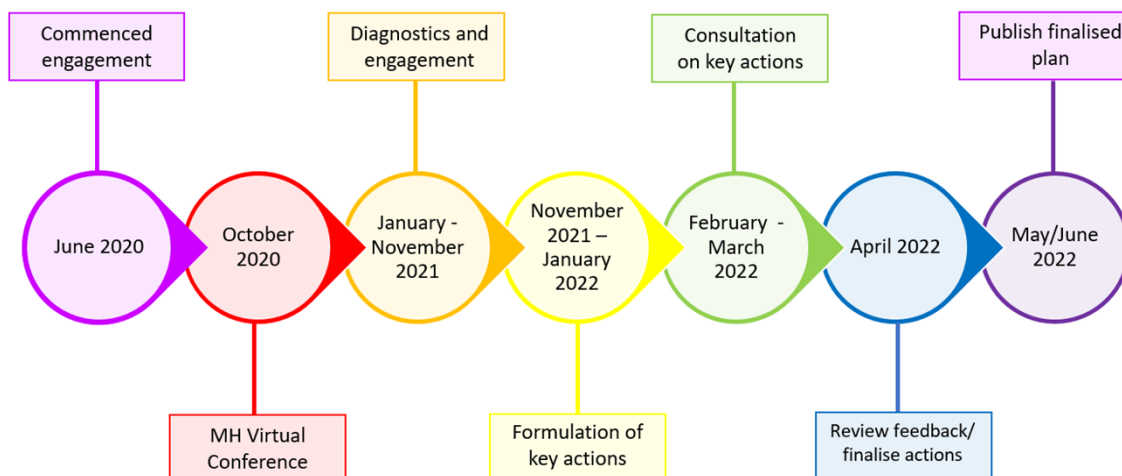 Commenced
engagement
Diagnostics and
engagement
Consultation
on key actions
Publish finalised
plan
June 2020
October
2020
January -
November
2021
November
2021 –
January
2022
February -
March
2022
April 2022
May/June
2022
MH Virtual
Conference
Formulation of
key actions
Review feedback/
finalise actions